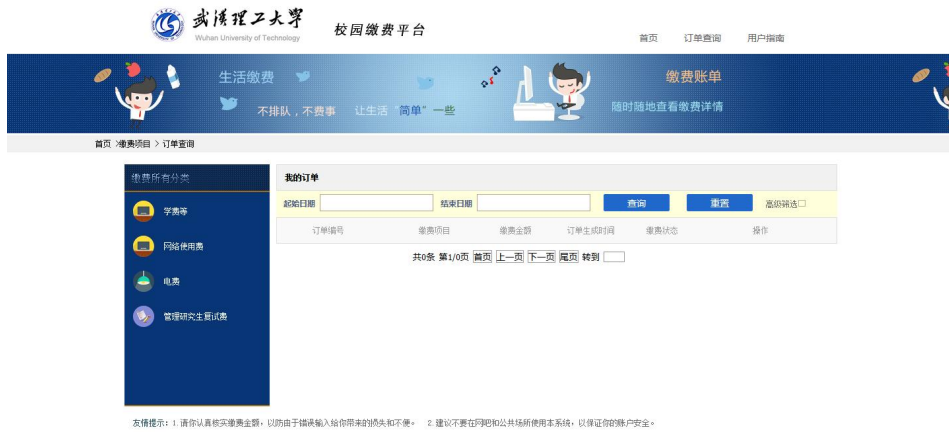 武汉理工大学
Wuhan University of Technology
校园缴费平台
首页 订单查询 用户指南
生活缴费
不排队，不费事 让生活“简单”一些
缴费账单
随时随地查看缴费详情
首页 >缴费项目 > 订单查询
缴费所有分类
学费等
网络使用费
电费
管理研究生复试费
我的订单
起始日期 结束日期 查询 重置 高级筛选
订单编号 缴费项目 缴费金额 订单生成时间 缴费状态 操作
共0条 第1/0页 首页 上一页 下一页 尾页 转到
友情提示：1.请你认真核实缴费金额，以防由于错误输入给你带来的损失和不便。 2.建议不要在网吧和公共场所使用本系统，以保证你的账户安全。